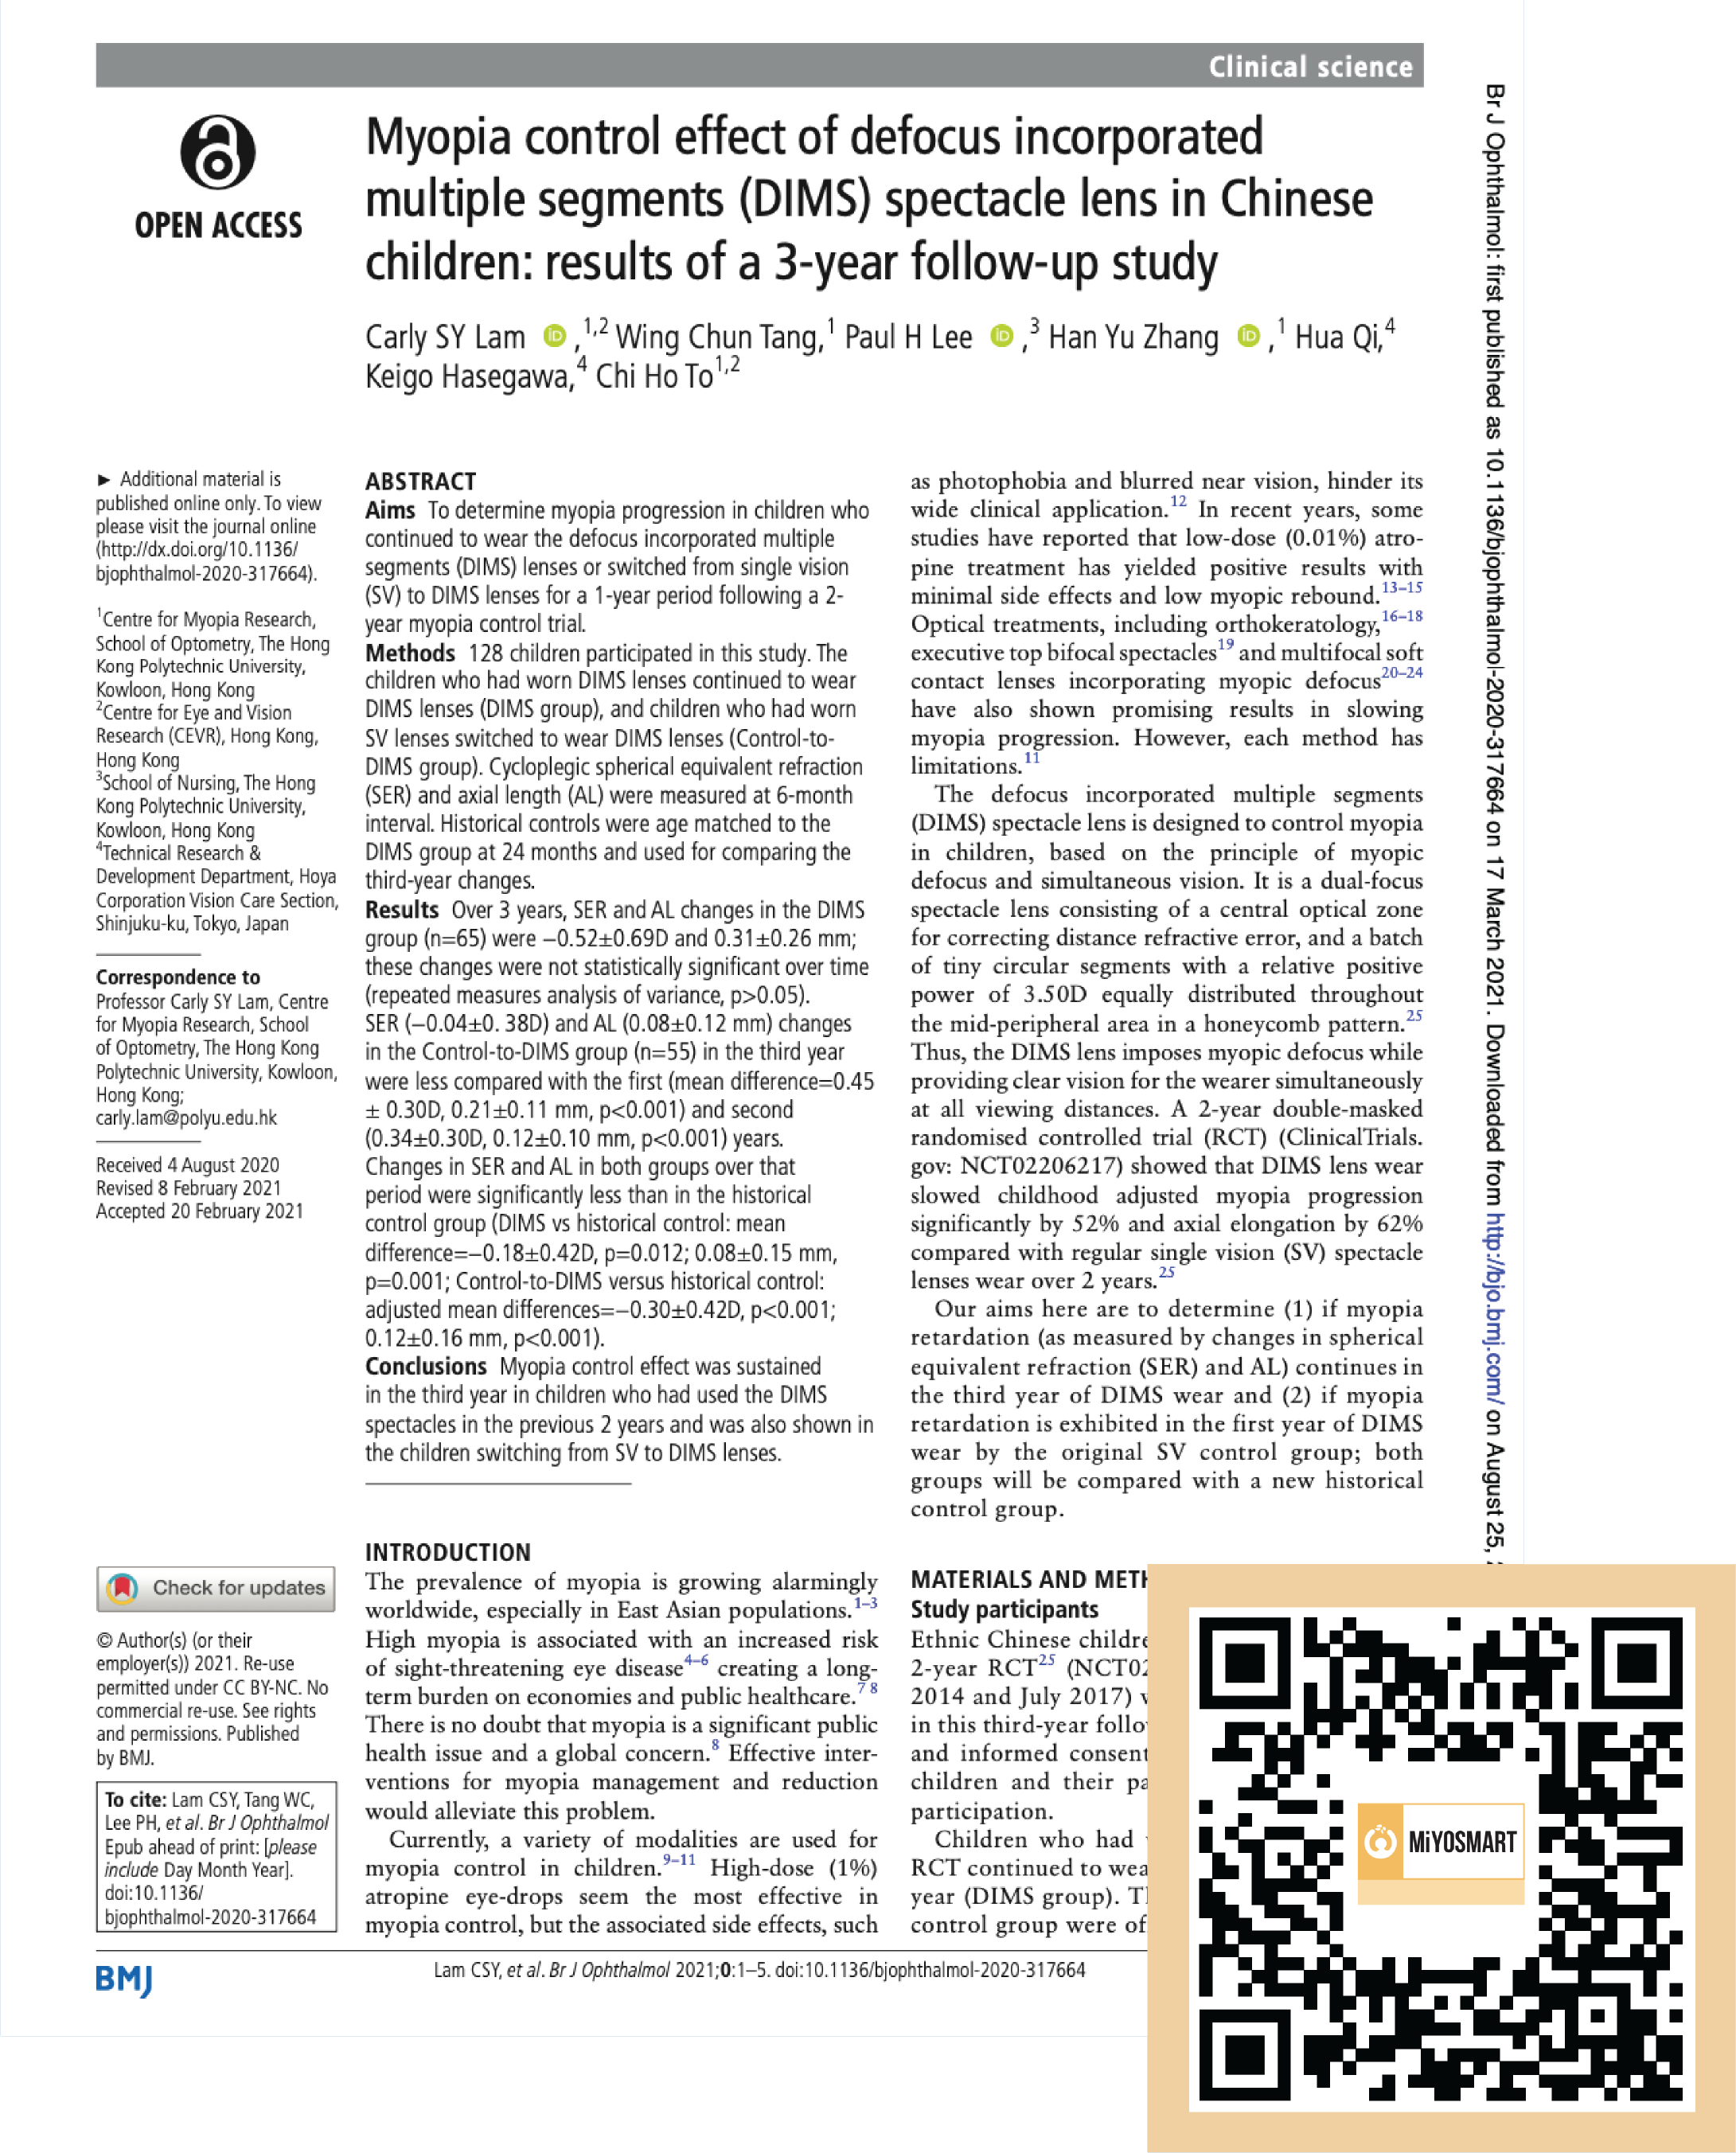 Clinical science
OPEN ACCESS
Myopia control effect of defocus incorporated
multiple segments (DIMS) spectacle lens in Chinese
children: results of a 3-year follow-up study
Carly SY Lam iD ,1,2 Wing Chun Tang,1 Paul H Lee iD ,3 Han Yu Zhang iD ,1 Hua Qi,4
Keigo Hasegawa,4 Chi Ho To1,2
► Additional material is
published online only. To view
please visit the journal online
(http://dx.doi.org/10.1136/
bjophthalmol-2020-317664).
1Centre for Myopia Research,
School of Optometry, The Hong
Kong Polytechnic University,
Kowloon, Hong Kong
2Centre for Eye and Vision
Research (CEVR), Hong Kong,
Hong Kong
3School of Nursing, The Hong
Kong Polytechnic University,
Kowloon, Hong Kong
4Technical Research &
Development Department, Hoya
Corporation Vision Care Section,
Shinjuku-ku, Tokyo, Japan
Correspondence to
Professor Carly SY Lam, Centre
for Myopia Research, School
of Optometry, The Hong Kong
Polytechnic University, Kowloon,
Hong Kong;
carly.lam@polyu.edu.hk
Received 4 August 2020
Revised 8 February 2021
Accepted 20 February 2021
Check for updates
© Author(s) (or their
employer(s)) 2021. Re-use
permitted under CC BY-NC. No
commercial re-use. See rights
and permissions. Published
by BMJ.
To cite: Lam CSY, Tang WC,
Lee PH, et al. Br J Ophthalmol
Epub ahead of print: [please
include Day Month Year].
doi:10.1136/
bjophthalmol-2020-317664
ABSTRACT
Aims To determine myopia progression in children who
continued to wear the defocus incorporated multiple
segments (DIMS) lenses or switched from single vision
(SV) to DIMS lenses for a 1-year period following a 2-
year myopia control trial.
Methods 128 children participated in this study. The
children who had worn DIMS lenses continued to wear
DIMS lenses (DIMS group), and children who had worn
SV lenses switched to wear DIMS lenses (Control-to-
DIMS group). Cycloplegic spherical equivalent refraction
(SER) and axial length (AL) were measured at 6-month
interval. Historical controls were age matched to the
DIMS group at 24 months and used for comparing the
third-year changes.
Results Over 3 years, SER and AL changes in the DIMS
group (n=65) were −0.52±0.69D and 0.31±0.26 mm;
these changes were not statistically significant over time
(repeated measures analysis of variance, p>0.05).
SER (−0.04±0. 38D) and AL (0.08±0.12 mm) changes
in the Control-to-DIMS group (n=55) in the third year
were less compared with the first (mean difference=0.45
± 0.30D, 0.21±0.11 mm, p<0.001) and second
(0.34±0.30D, 0.12±0.10 mm, p<0.001) years.
Changes in SER and AL in both groups over that
period were significantly less than in the historical
control group (DIMS vs historical control: mean
difference=−0.18±0.42D, p=0.012; 0.08±0.15 mm,
p=0.001; Control-to-DIMS versus historical control:
adjusted mean differences=−0.30±0.42D, p<0.001;
0.12±0.16 mm, p<0.001).
Conclusions Myopia control effect was sustained
in the third year in children who had used the DIMS
spectacles in the previous 2 years and was also shown in
the children switching from SV to DIMS lenses.
INTRODUCTION
The prevalence of myopia is growing alarmingly
worldwide, especially in East Asian populations.1–3
High myopia is associated with an increased risk
of sight-threatening eye disease4–6 creating a long-
term burden on economies and public healthcare.7 8
There is no doubt that myopia is a significant public
health issue and a global concern.8 Effective inter-
ventions for myopia management and reduction
would alleviate this problem.
Currently, a variety of modalities are used for
myopia control in children.9–11 High-dose (1%)
atropine eye-drops seem the most effective in
myopia control, but the associated side effects, such
as photophobia and blurred near vision, hinder its
wide clinical application.12 In recent years, some
studies have reported that low-dose (0.01%) atro-
pine treatment has yielded positive results with
minimal side effects and low myopic rebound.13–15
Optical treatments, including orthokeratology,16–18
executive top bifocal spectacles19 and multifocal soft
contact lenses incorporating myopic defocus20–24
have also shown promising results in slowing
myopia progression. However, each method has
limitations.11
The defocus incorporated multiple segments
(DIMS) spectacle lens is designed to control myopia
in children, based on the principle of myopic
defocus and simultaneous vision. It is a dual-focus
spectacle lens consisting of a central optical zone
for correcting distance refractive error, and a batch
of tiny circular segments with a relative positive
power of 3.50D equally distributed throughout
the mid-peripheral area in a honeycomb pattern.25
Thus, the DIMS lens imposes myopic defocus while
providing clear vision for the wearer simultaneously
at all viewing distances. A 2-year double-masked
randomised controlled trial (RCT) (ClinicalTrials.
gov: NCT02206217) showed that DIMS lens wear
slowed childhood adjusted myopia progression
significantly by 52% and axial elongation by 62%
compared with regular single vision (SV) spectacle
lenses wear over 2 years.25
Our aims here are to determine (1) if myopia
retardation (as measured by changes in spherical
equivalent refraction (SER) and AL) continues in
the third year of DIMS wear and (2) if myopia
retardation is exhibited in the first year of DIMS
wear by the original SV control group; both
groups will be compared with a new historical
control group.
MATERIALS AND METH
Study participants
Ethnic Chinese childre
2-year RCT25 (NCT02
2014 and July 2017)
in this third-year follo
and informed consent
children and their pa
participation.
Children who had
RCT continued to wea
year (DIMS group). T
control group were of
Br J Ophthalmol: first published as 10.1136/bjophthalmol-2020-317664 on 17 March 2021. Downloaded from http://bjo.bmj.com/ on August 25,
MiYOSMART
BMJ
Lam CSY, et al. Br J Ophthalmol 2021;0:1–5. doi:10.1136/bjophthalmol-2020-317664